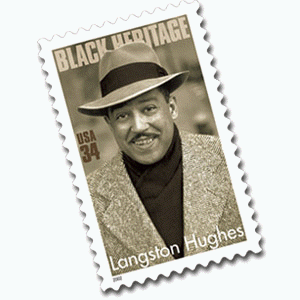 BLACK HERITAGE
USA
34
Langston Hughes
2002